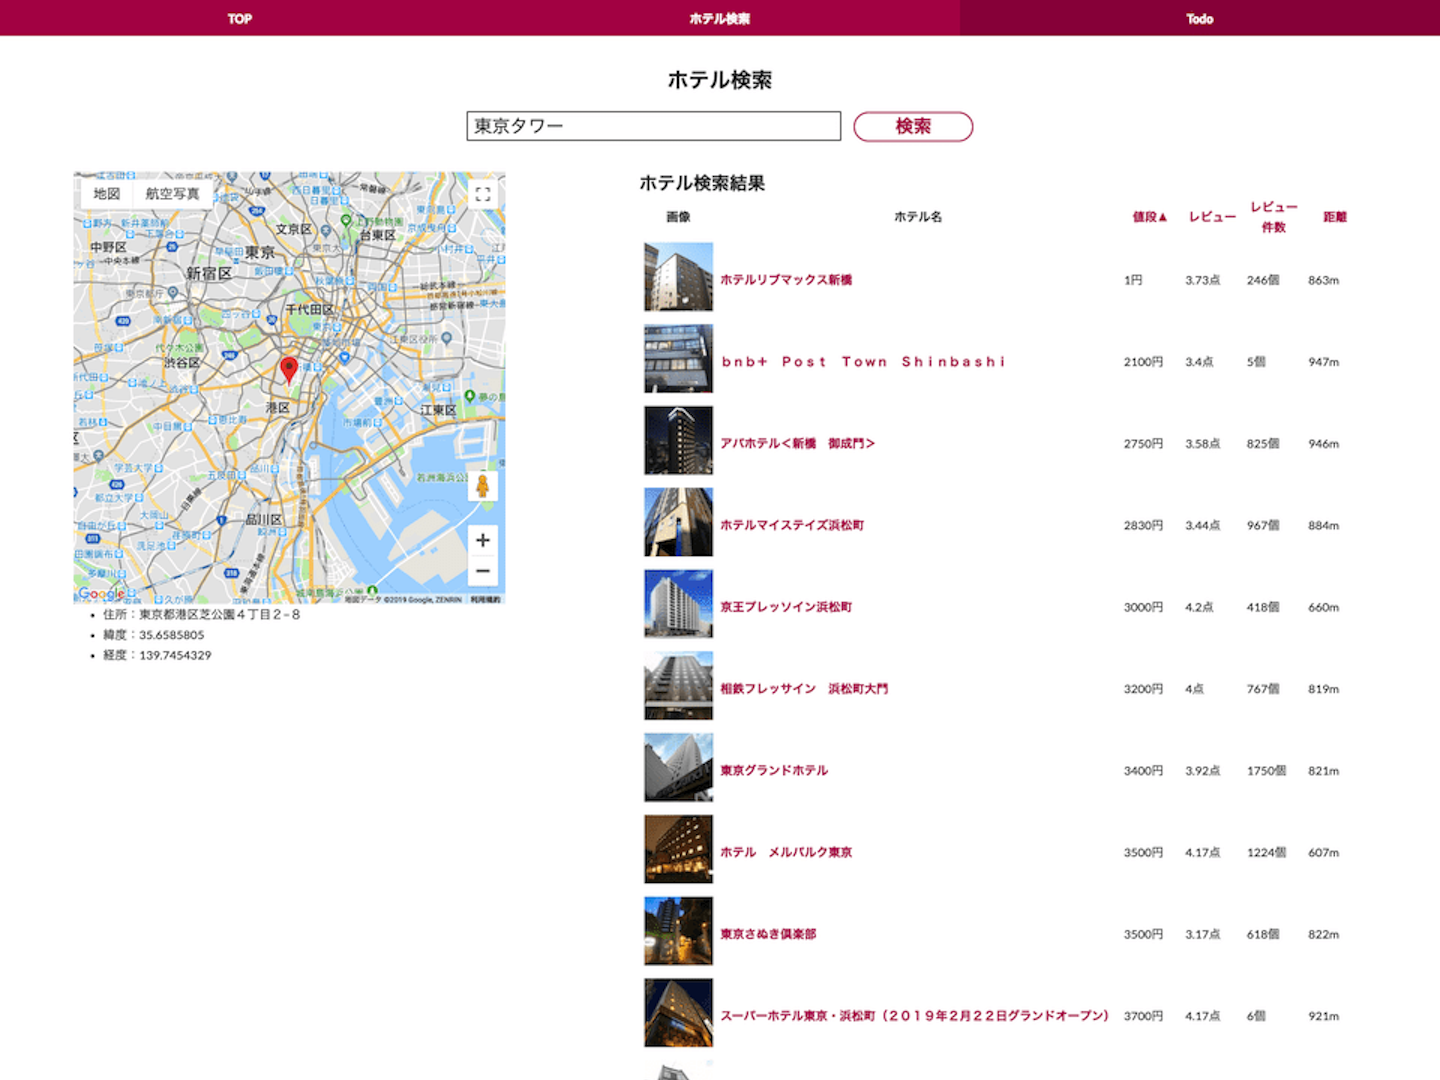 TOP
ホテル検索
Todo
ホテル検索
東京タワー
検索
地図
航空写真
文京区
台東区
上野動物園
中野区
東京
新宿区
千代田区
代々木公園
渋谷区
港区
江東区
品川区
Google
地図データ ©2019 Google, ZENRIN
利用規約
住所：東京都港区芝公園４丁目２−８
緯度：35.6585805
経度：139.7454329
ホテル検索結果
画像 ホテル名 値段▲ レビュー レビュー件数 距離
ホテルリブマックス新橋 1円 3.73点 246個 863m
ｂｎｂ＋　Ｐｏｓｔ　Ｔｏｗｎ　Ｓｈｉｎｂａｓｈｉ 2100円 3.4点 5個 947m
アパホテル＜新橋　御成門＞ 2750円 3.58点 825個 946m
ホテルマイステイズ浜松町 2830円 3.44点 967個 884m
京王プレッソイン浜松町 3000円 4.2点 418個 660m
相鉄フレッサイン　浜松町大門 3200円 4点 767個 819m
東京グランドホテル 3400円 3.92点 1750個 821m
ホテル　メルパルク東京 3500円 4.17点 1224個 607m
東京さぬき倶楽部 3500円 3.17点 618個 822m
スーパーホテル東京・浜松町（２０１９年２月２２日グランドオープン） 3700円 4.17点 6個 921m